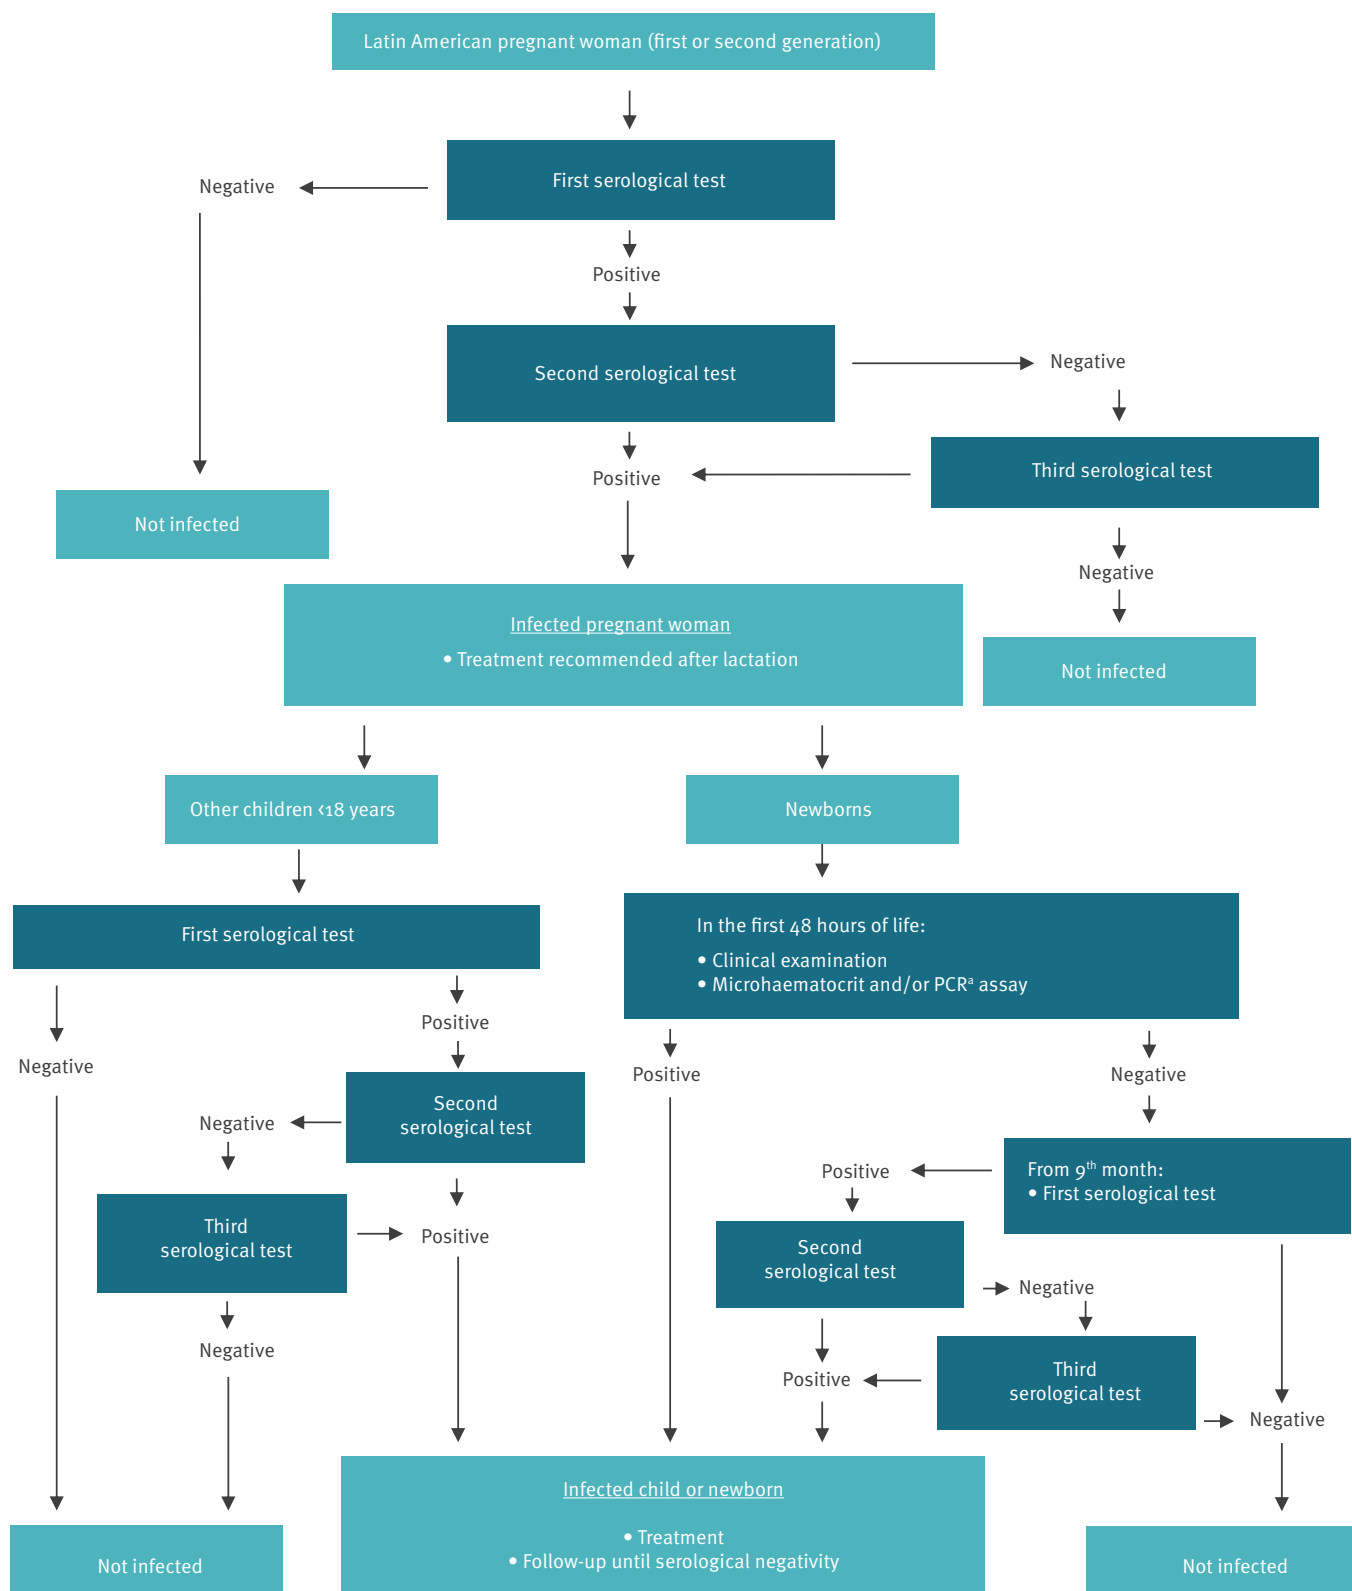 Latin American pregnant woman (first or second generation)
First serological test
Negative
Positive
Second serological test
Negative
Third serological test
Positive
Not infected
Negative
Infected pregnant woman
• Treatment recommended after lactation
Not infected
Other children <18 years
Newborns
First serological test
In the first 48 hours of life:
• Clinical examination
• Microhaematocrit and/or PCRª assay
Positive
Negative
Positive
Negative
Second
serological test
Negative
From 9th month:
• First serological test
Positive
Third
serological test
Positive
Second
serological test
Negative
Negative
Third
serological test
Positive
Negative
Infected child or newborn
• Treatment
• Follow-up until serological negativity
Not infected
Not infected